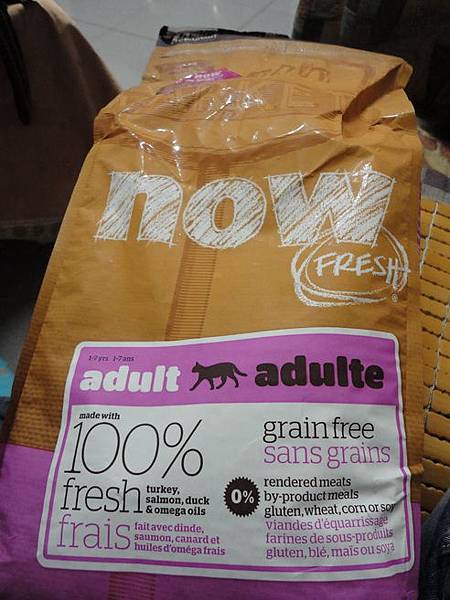 now
FRESH
1-7 yrs 1-7 ans
adult adulte
made with
100%
fresh
turkey,
salmon, duck
& omega oils
frais
fait avec dinde,
saumon, canard et
huiles d'oméga frais
grain free
sans grains
0%
rendered meats
by-product meals
gluten, wheat, corn or soy
viandes d'équarrissage
farines de sous-produits
gluten, blé, maïs ou soya